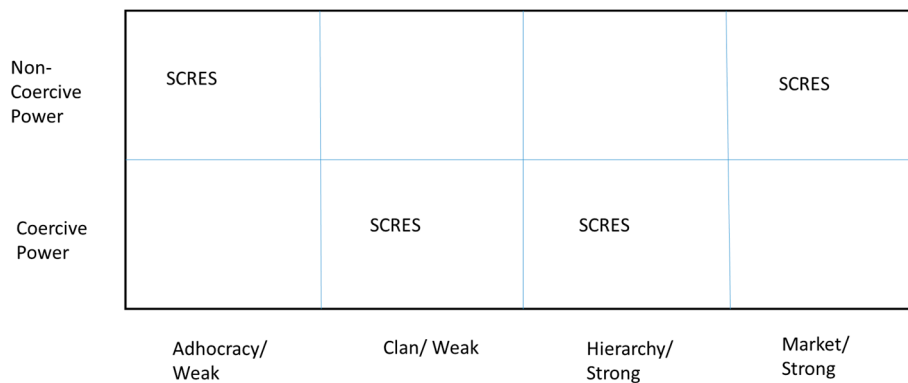 Non-
Coercive
Power
SCRES
SCRES
Coercive
Power
SCRES
SCRES
Adhocracy/
Weak
Clan/ Weak
Hierarchy/
Strong
Market/
Strong